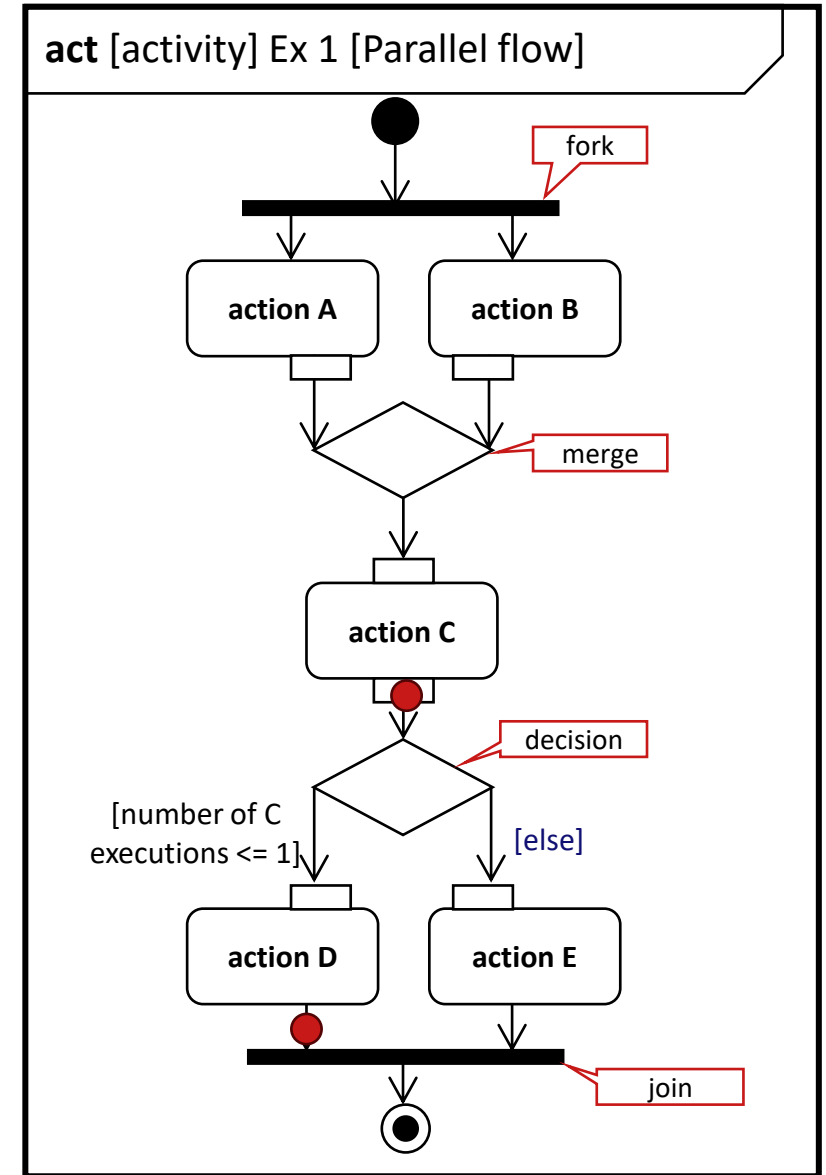 act [activity] Ex 1 [Parallel flow]
fork
action A
action B
merge
action C
decision
[number of C
executions <= 1]
[else]
action D
action E
join